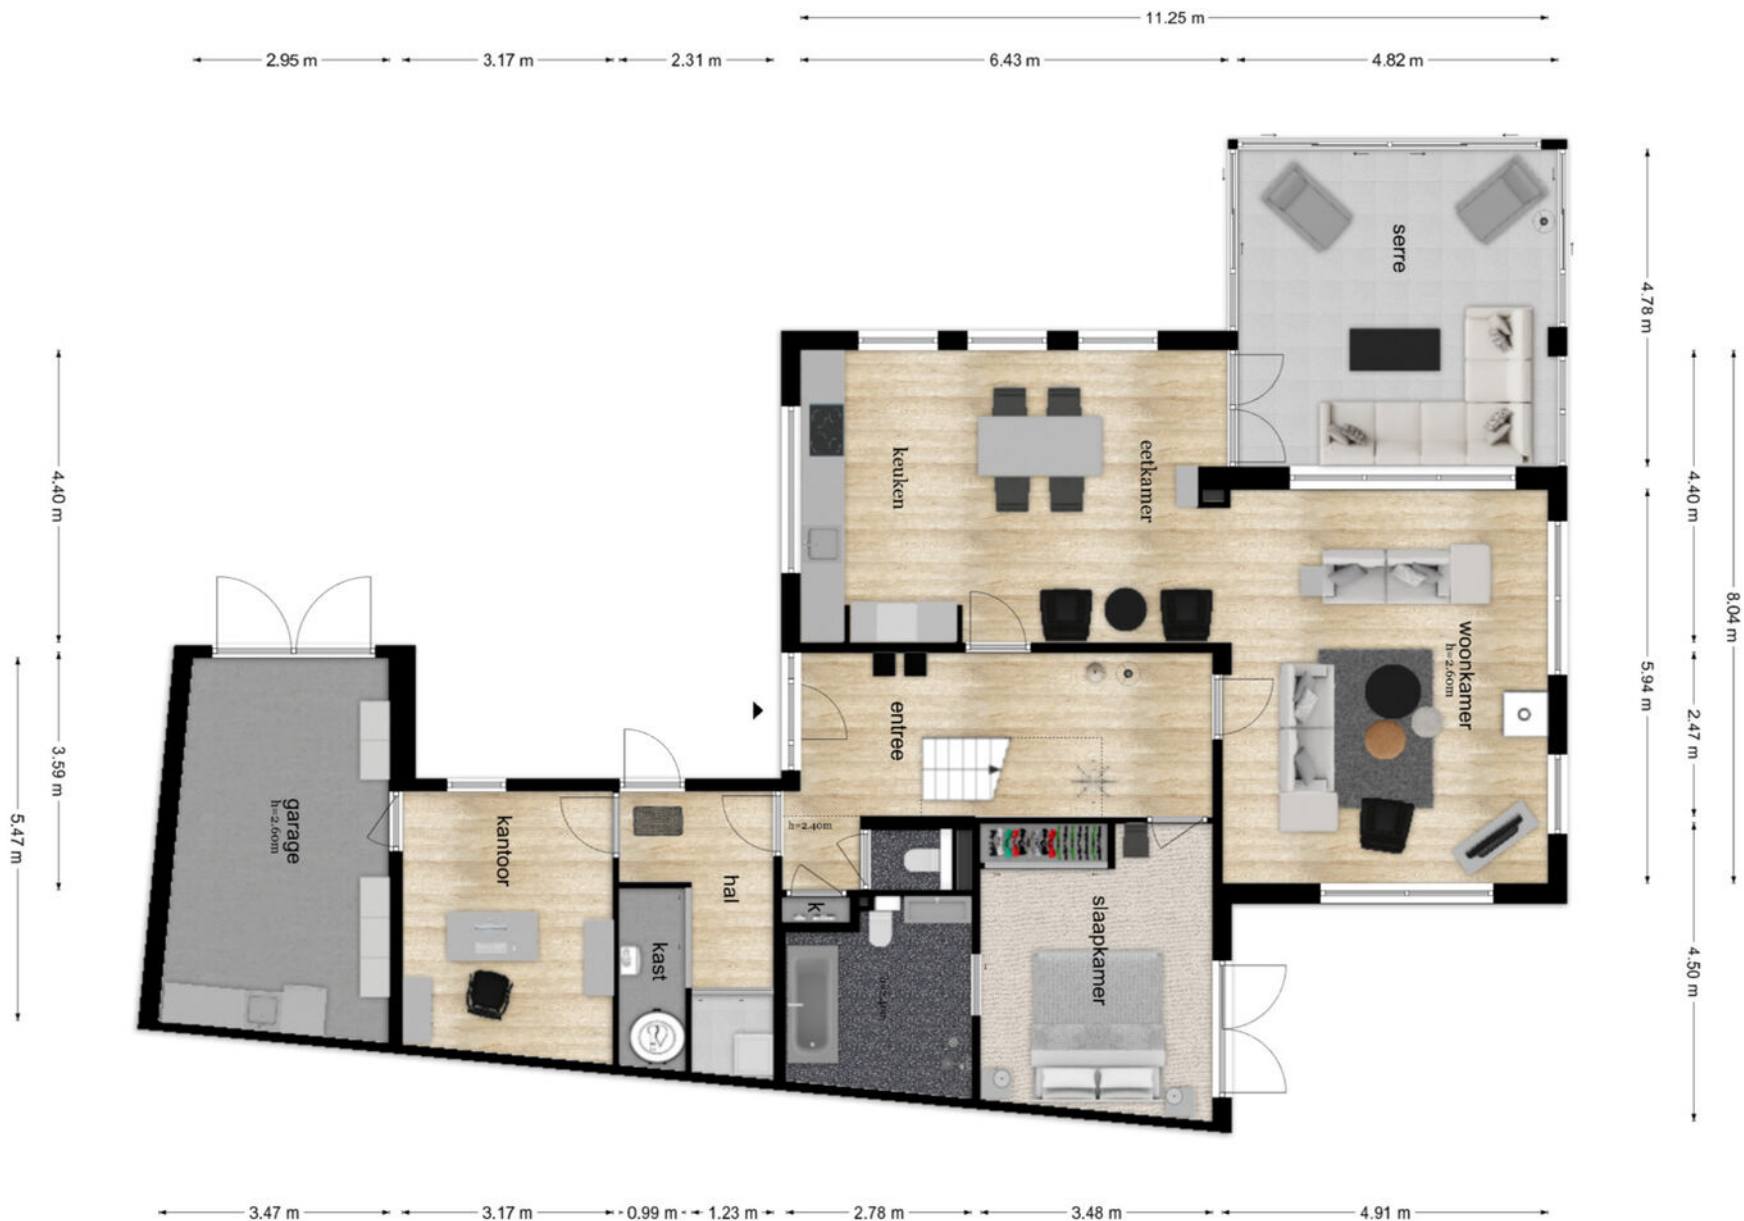 11.25 m
2.95 m
3.17 m
2.31 m
6.43 m
4.82 m
serre
4.78 m
4.40 m
keuken
eetkamer
4.40 m
8.04 m
woonkamer
h=2.60m
5.94 m
entree
2.47 m
3.59 m
5.47 m
garage
h=2.60m
kantoor
h=2.40m
hal
k
kast
slaapkamer
4.50 m
3.47 m
3.17 m
0.99 m
1.23 m
2.78 m
3.48 m
4.91 m